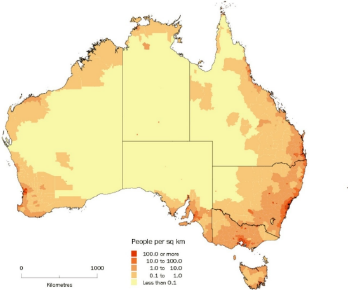 People per sq km
100.0 or more
10.0 to 100.0
1.0 to 10.0
0.1 to 1.0
Less than 0.1
0 1000
Kilometres